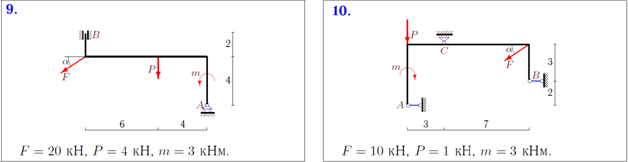 9.
B
2
α
F
P
m
4
A
6
4
F = 20 кН, P = 4 кН, m = 3 кНм.
10.
P
C
α
F
3
m
B
2
A
3
7
F = 10 кН, P = 1 кН, m = 3 кНм.